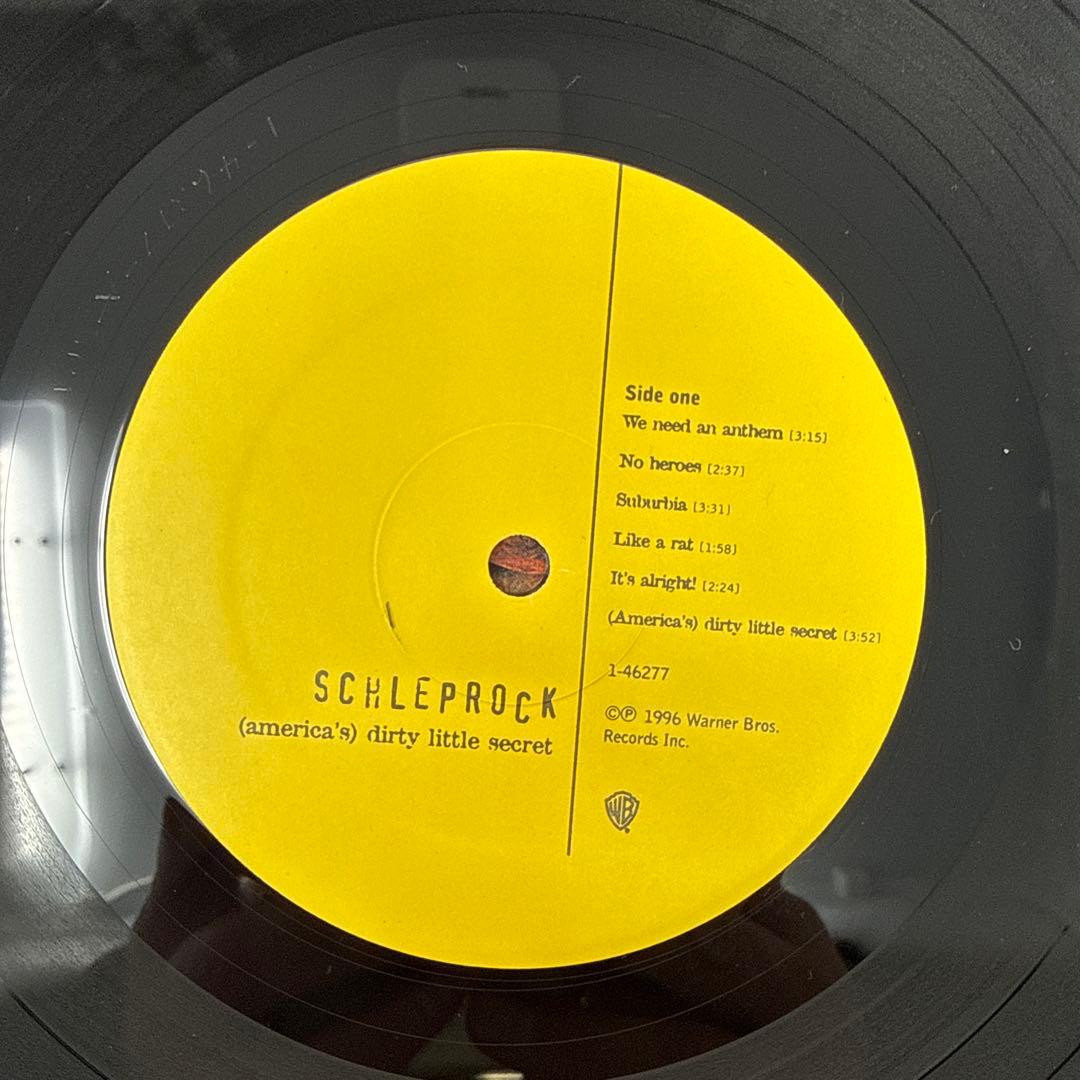 SCHLEPROCK
(america's) dirty little secret
Side one
We need an anthem [3:15]
No heroes [2:37]
Suburbia [3:31]
Like a rat [1:58]
It's alright! [2:24]
(America's) dirty little secret [3:52]
1-46277
©℗ 1996 Warner Bros.
Records Inc.
WB